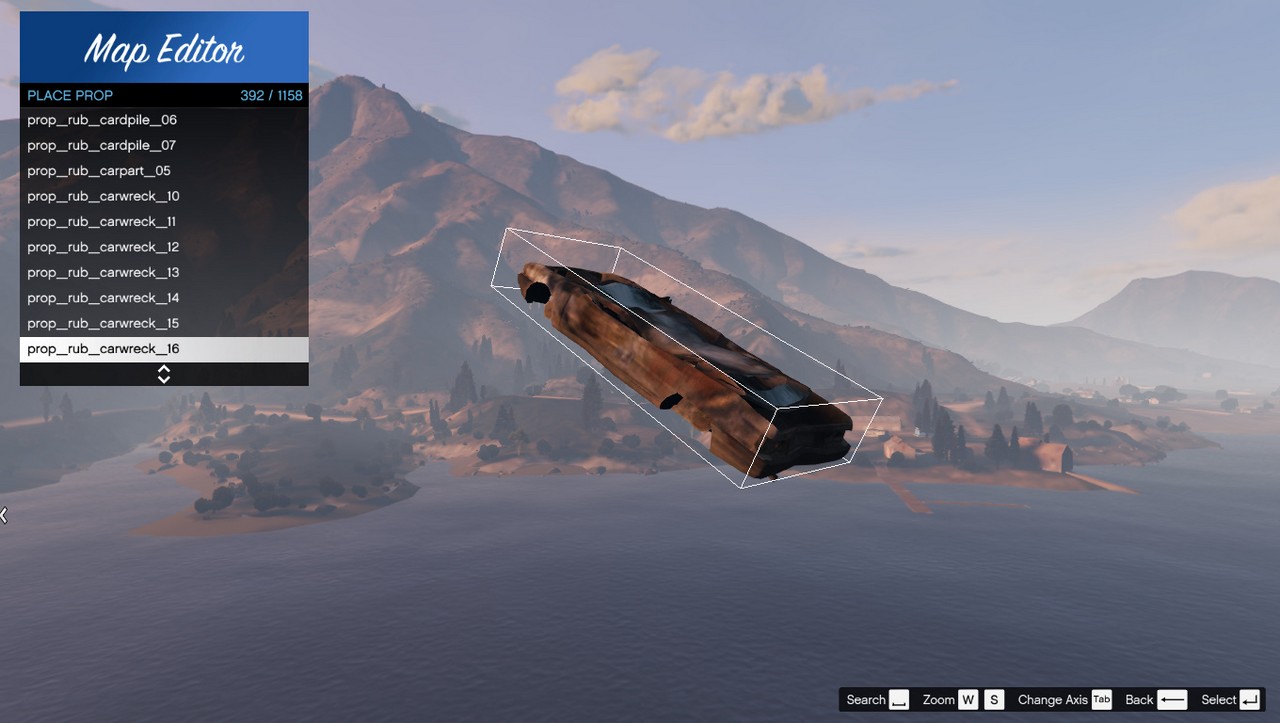 Map Editor
PLACE PROP 392 / 1158
prop__rub__cardpile__06
prop__rub__cardpile__07
prop__rub__carpart__05
prop__rub__carwreck__10
prop__rub__carwreck__11
prop__rub__carwreck__12
prop__rub__carwreck__13
prop__rub__carwreck__14
prop__rub__carwreck__15
prop__rub__carwreck__16
Search Zoom W S Change Axis Tab Back Select